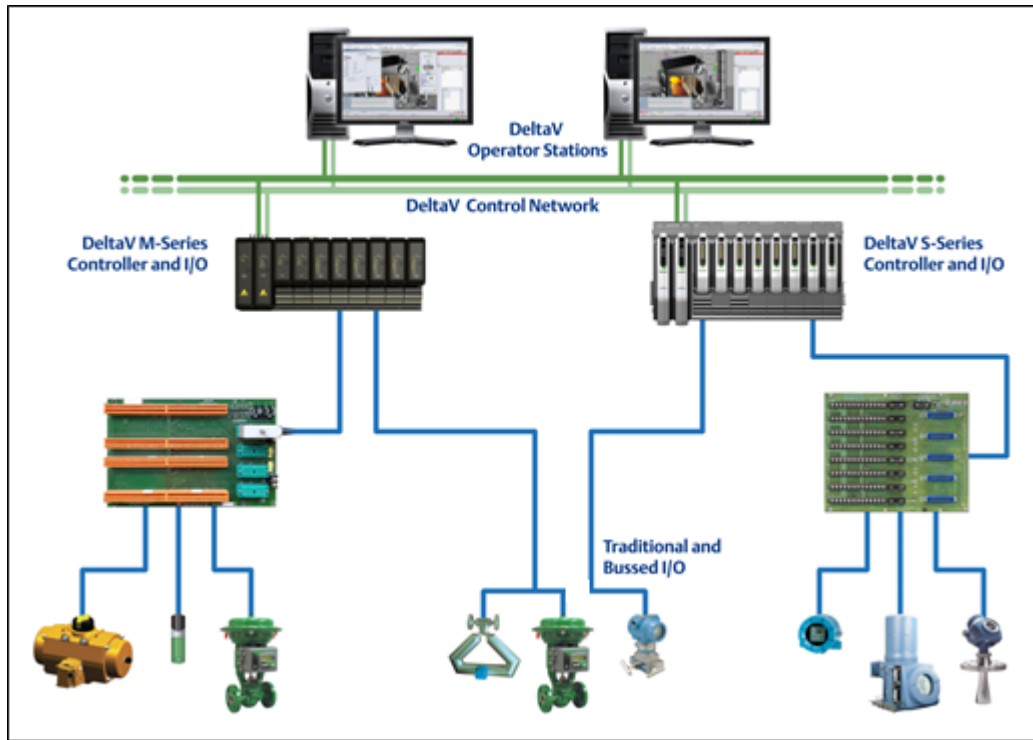 DeltaV
Operator Stations
DeltaV Control Network
DeltaV M-Series
Controller and I/O
DeltaV S-Series
Controller and I/O
Traditional and
Bussed I/O